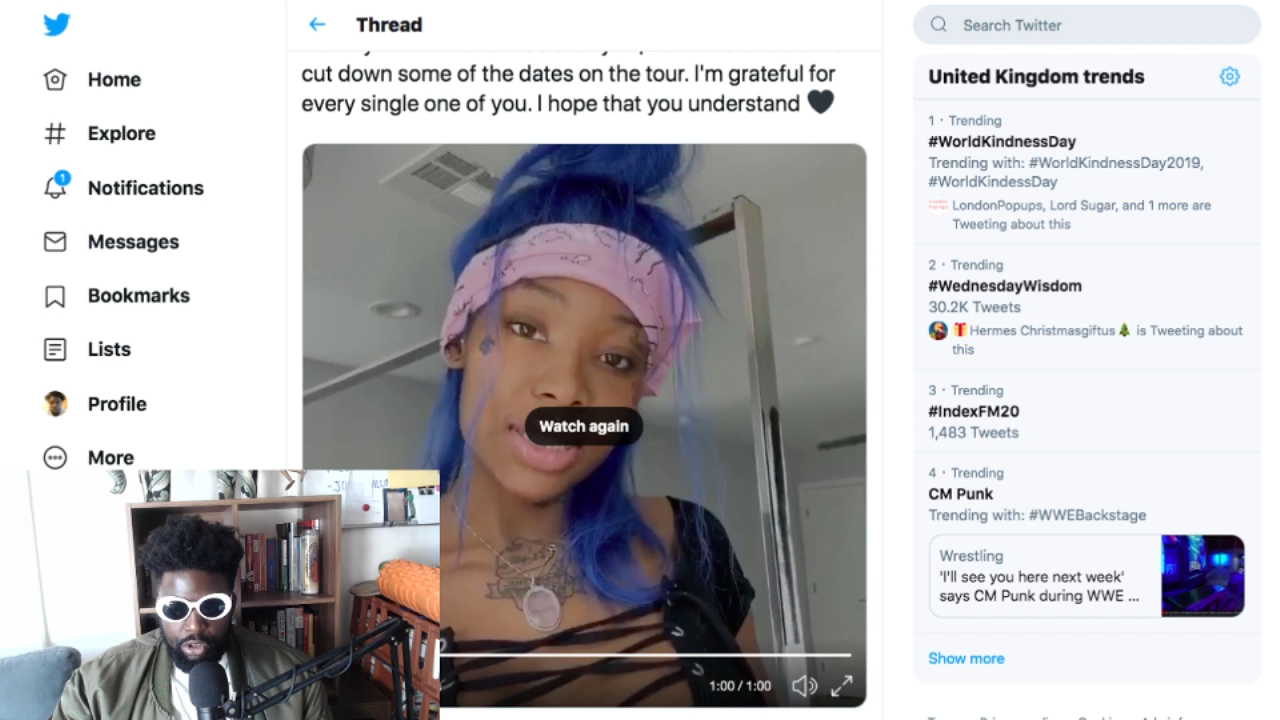 Home
Explore
1
Notifications
Messages
Bookmarks
Lists
Profile
More
Thread
cut down some of the dates on the tour. I'm grateful for
every single one of you. I hope that you understand 🖤
Watch again
1:00 / 1:00
Search Twitter
United Kingdom trends
1 · Trending
#WorldKindnessDay
Trending with: #WorldKindnessDay2019,
#WorldKindessDay
LondonPopups, Lord Sugar, and 1 more are
Tweeting about this
2 · Trending
#WednesdayWisdom
30.2K Tweets
🎁Hermes Christmasgiftus🎄 is Tweeting about
this
3 · Trending
#IndexFM20
1,483 Tweets
4 · Trending
CM Punk
Trending with: #WWEBackstage
Wrestling
'I'll see you here next week'
says CM Punk during WWE ...
Show more